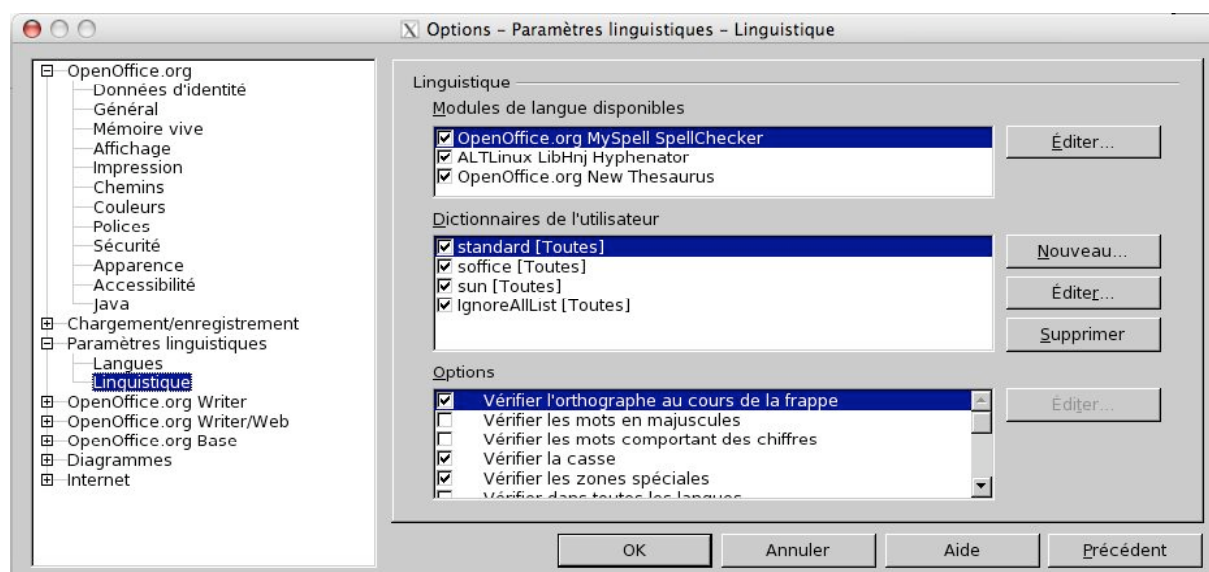 Options – Paramètres linguistiques – Linguistique
OpenOffice.org
Données d'identité
Général
Mémoire vive
Affichage
Impression
Chemins
Couleurs
Polices
Sécurité
Apparence
Accessibilité
Java
Chargement/enregistrement
Paramètres linguistiques
Langues
Linguistique
OpenOffice.org Writer
OpenOffice.org Writer/Web
OpenOffice.org Base
Diagrammes
Internet
Linguistique
Modules de langue disponibles
OpenOffice.org MySpell SpellChecker
ALTLinux LibHnj Hyphenator
OpenOffice.org New Thesaurus
Éditer...
Dictionnaires de l'utilisateur
standard [Toutes]
soffice [Toutes]
sun [Toutes]
IgnoreAllList [Toutes]
Nouveau...
Éditer...
Supprimer
Options
Vérifier l'orthographe au cours de la frappe
Vérifier les mots en majuscules
Vérifier les mots comportant des chiffres
Vérifier la casse
Vérifier les zones spéciales
Vérifier dans toutes les langues
Éditer...
OK Annuler Aide Précédent